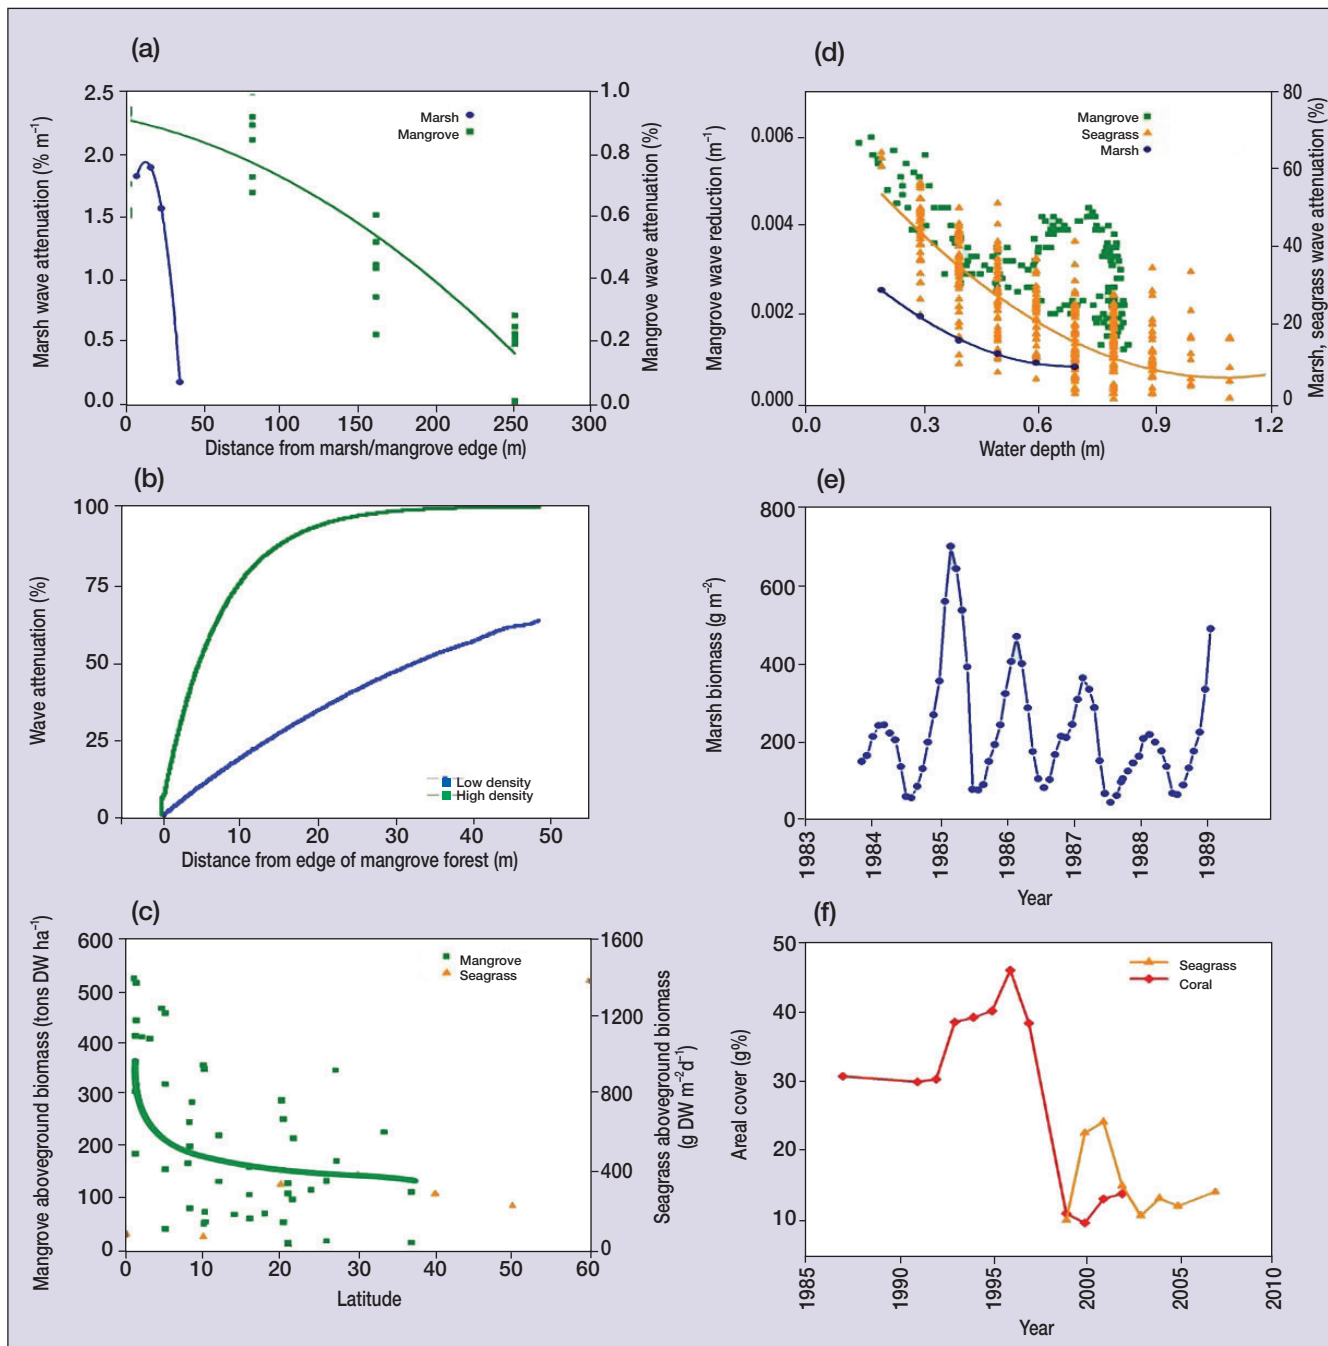 (a)
2.5
2.0
1.5
1.0
0.5
0.0
Marsh wave attenuation (% m⁻¹)
Marsh
Mangrove
1.0
0.8
0.6
0.4
0.2
0.0
Mangrove wave attenuation (%)
0 50 100 150 200 250 300
Distance from marsh/mangrove edge (m)
(b)
100
75
50
25
0
Wave attenuation (%)
Low density
High density
0 10 20 30 40 50
Distance from edge of mangrove forest (m)
(c)
600
500
400
300
200
100
0
Mangrove aboveground biomass (tons DW ha⁻¹)
Mangrove
Seagrass
1600
1200
800
400
0
Seagrass aboveground biomass
(g DW m⁻²d⁻¹)
0 10 20 30 40 50 60
Latitude
(d)
0.006
0.004
0.002
0.000
Mangrove wave reduction (m⁻¹)
Mangrove
Seagrass
Marsh
80
60
40
20
0
Marsh, seagrass wave attenuation (%)
0.0 0.3 0.6 0.9 1.2
Water depth (m)
(e)
800
600
400
200
0
Marsh biomass (g m⁻²)
1983 1984 1985 1986 1987 1988 1989
Year
(f)
50
40
30
20
10
Areal cover (g%)
Seagrass
Coral
1985 1990 1995 2000 2005 2010
Year